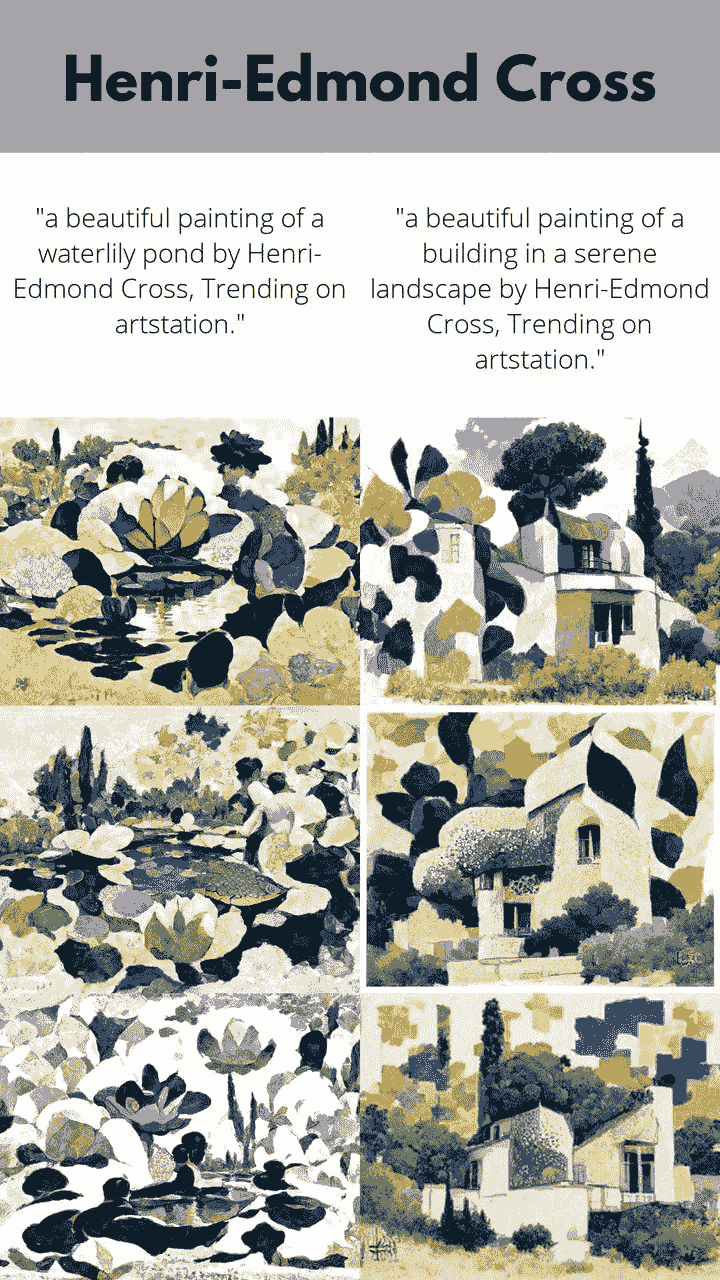 Henri-Edmond Cross
"a beautiful painting of a
waterlily pond by Henri-
Edmond Cross, Trending on
artstation."
"a beautiful painting of a
building in a serene
landscape by Henri-Edmond
Cross, Trending on
artstation."